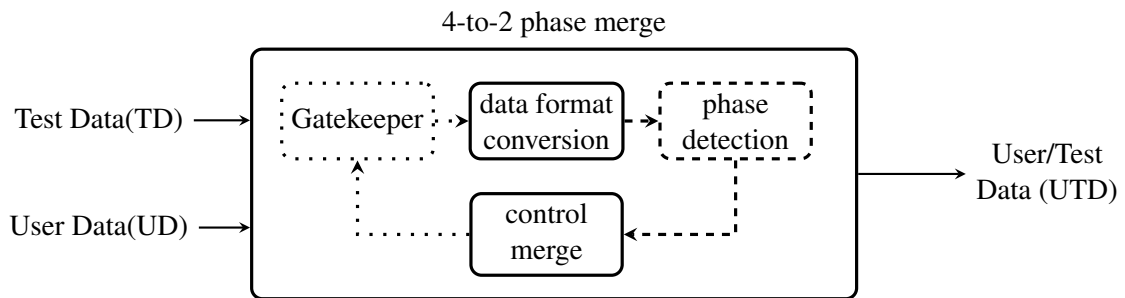 4-to-2 phase merge
Test Data(TD)
Gatekeeper
data format
conversion
phase
detection
User/Test
Data (UTD)
User Data(UD)
control
merge